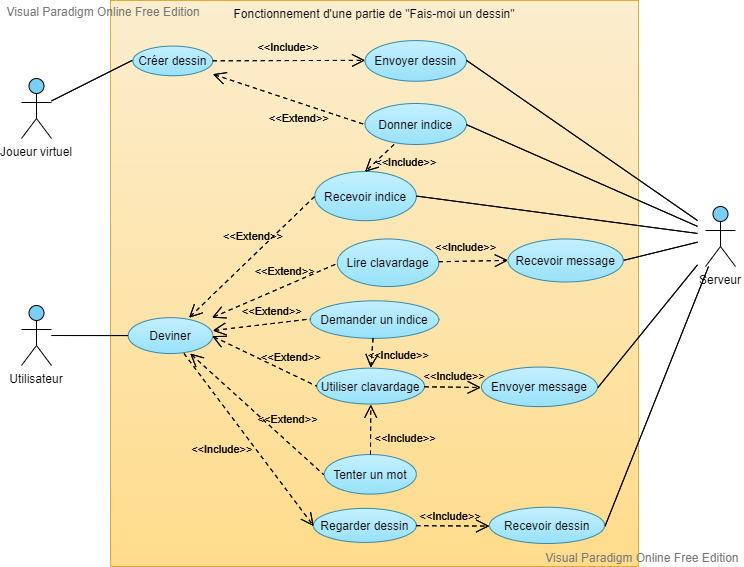 Visual Paradigm Online Free Edition
Fonctionnement d'une partie de "Fais-moi un dessin"
Créer dessin
<<Include>>
Envoyer dessin
Joueur virtuel
<<Extend>>
Donner indice
<<Include>>
Recevoir indice
<<Extend>>
Lire clavardage
<<Include>>
Recevoir message
Serveur
<<Extend>>
<<Extend>>
Demander un indice
Utilisateur
Deviner
<<Include>>
<<Extend>>
Utiliser clavardage
<<Include>>
Envoyer message
<<Extend>>
<<Include>>
<<Include>>
Tenter un mot
Regarder dessin
<<Include>>
Recevoir dessin
Visual Paradigm Online Free Edition